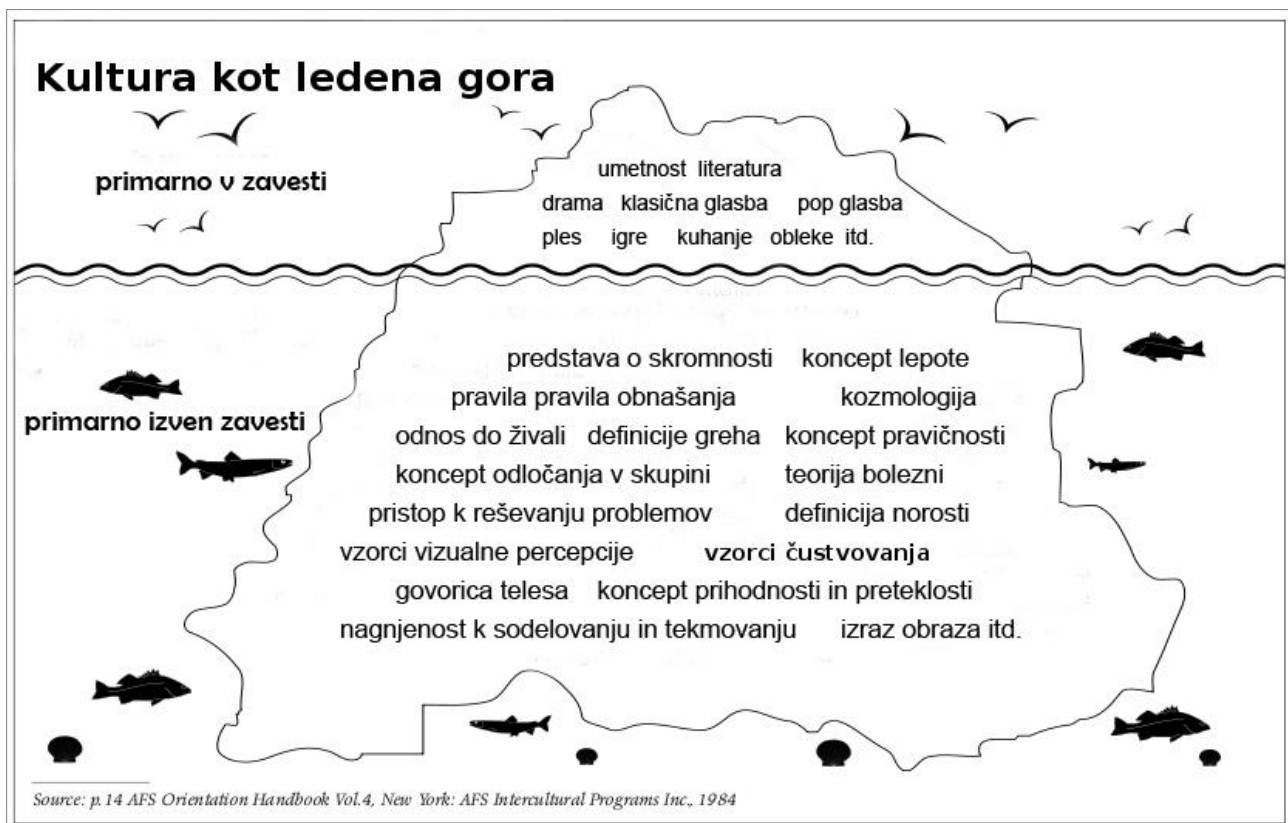 Kultura kot ledena gora
primarno v zavesti
umetnost literatura
drama klasična glasba pop glasba
ples igre kuhanje obleke itd.
predstava o skromnosti koncept lepote
pravila pravila obnašanja kozmologija
primarno izven zavesti
odnos do živali definicije greha koncept pravičnosti
koncept odločanja v skupini teorija bolezni
pristop k reševanju problemov definicija norosti
vzorci vizualne percepcije vzorci čustvovanja
govorica telesa koncept prihodnosti in preteklosti
nagnjenost k sodelovanju in tekmovanju izraz obraza itd.
Source: p.14 AFS Orientation Handbook Vol.4, New York: AFS Intercultural Programs Inc., 1984